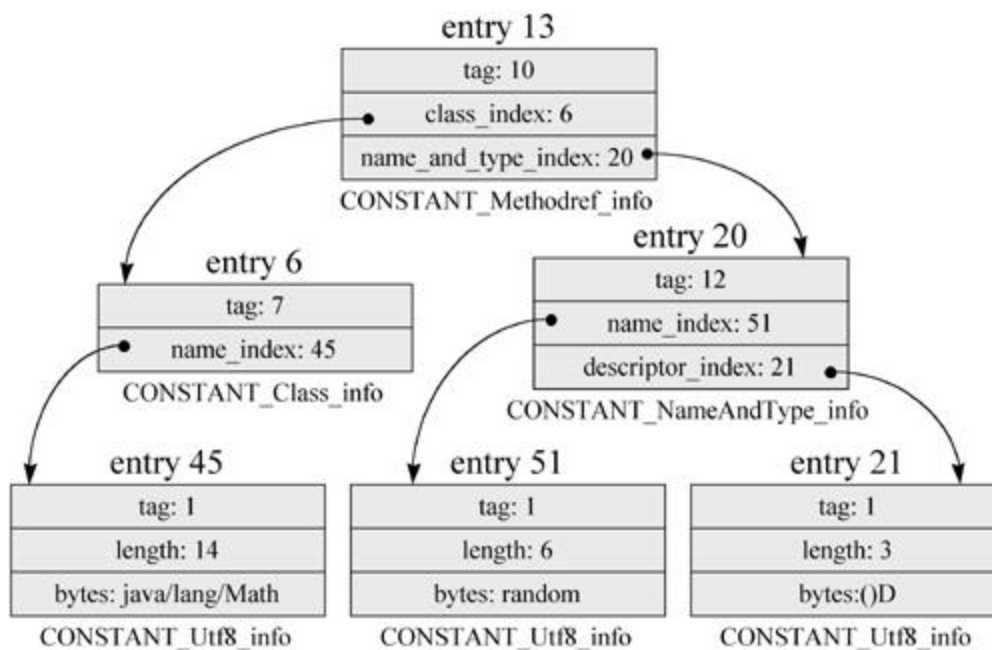 entry 13
tag: 10
class_index: 6
name_and_type_index: 20
CONSTANT_Methodref_info
entry 6
tag: 7
name_index: 45
CONSTANT_Class_info
entry 20
tag: 12
name_index: 51
descriptor_index: 21
CONSTANT_NameAndType_info
entry 45
tag: 1
length: 14
bytes: java/lang/Math
CONSTANT_Utf8_info
entry 51
tag: 1
length: 6
bytes: random
CONSTANT_Utf8_info
entry 21
tag: 1
length: 3
bytes:()D
CONSTANT_Utf8_info